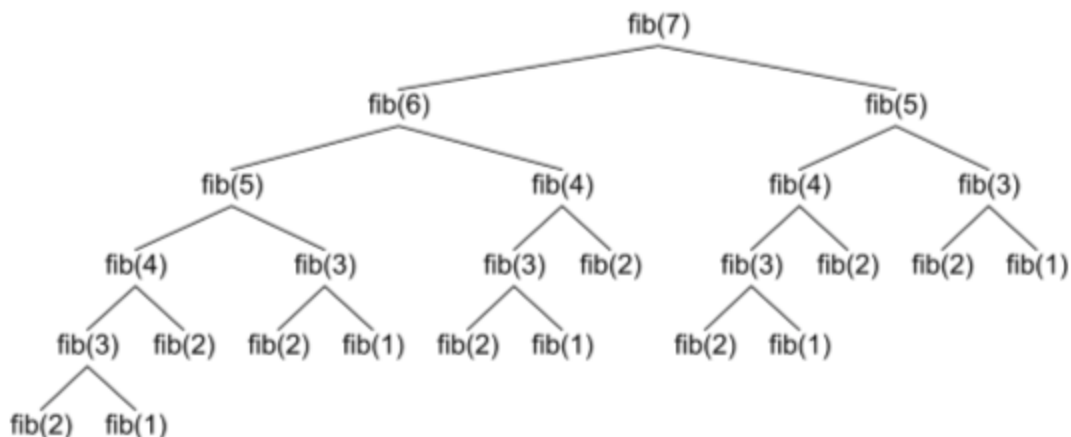 fib(7)
fib(6) fib(5)
fib(5) fib(4) fib(4) fib(3)
fib(4) fib(3) fib(3) fib(2) fib(3) fib(2) fib(2) fib(1)
fib(3) fib(2) fib(2) fib(1) fib(2) fib(1) fib(2) fib(1)
fib(2) fib(1)